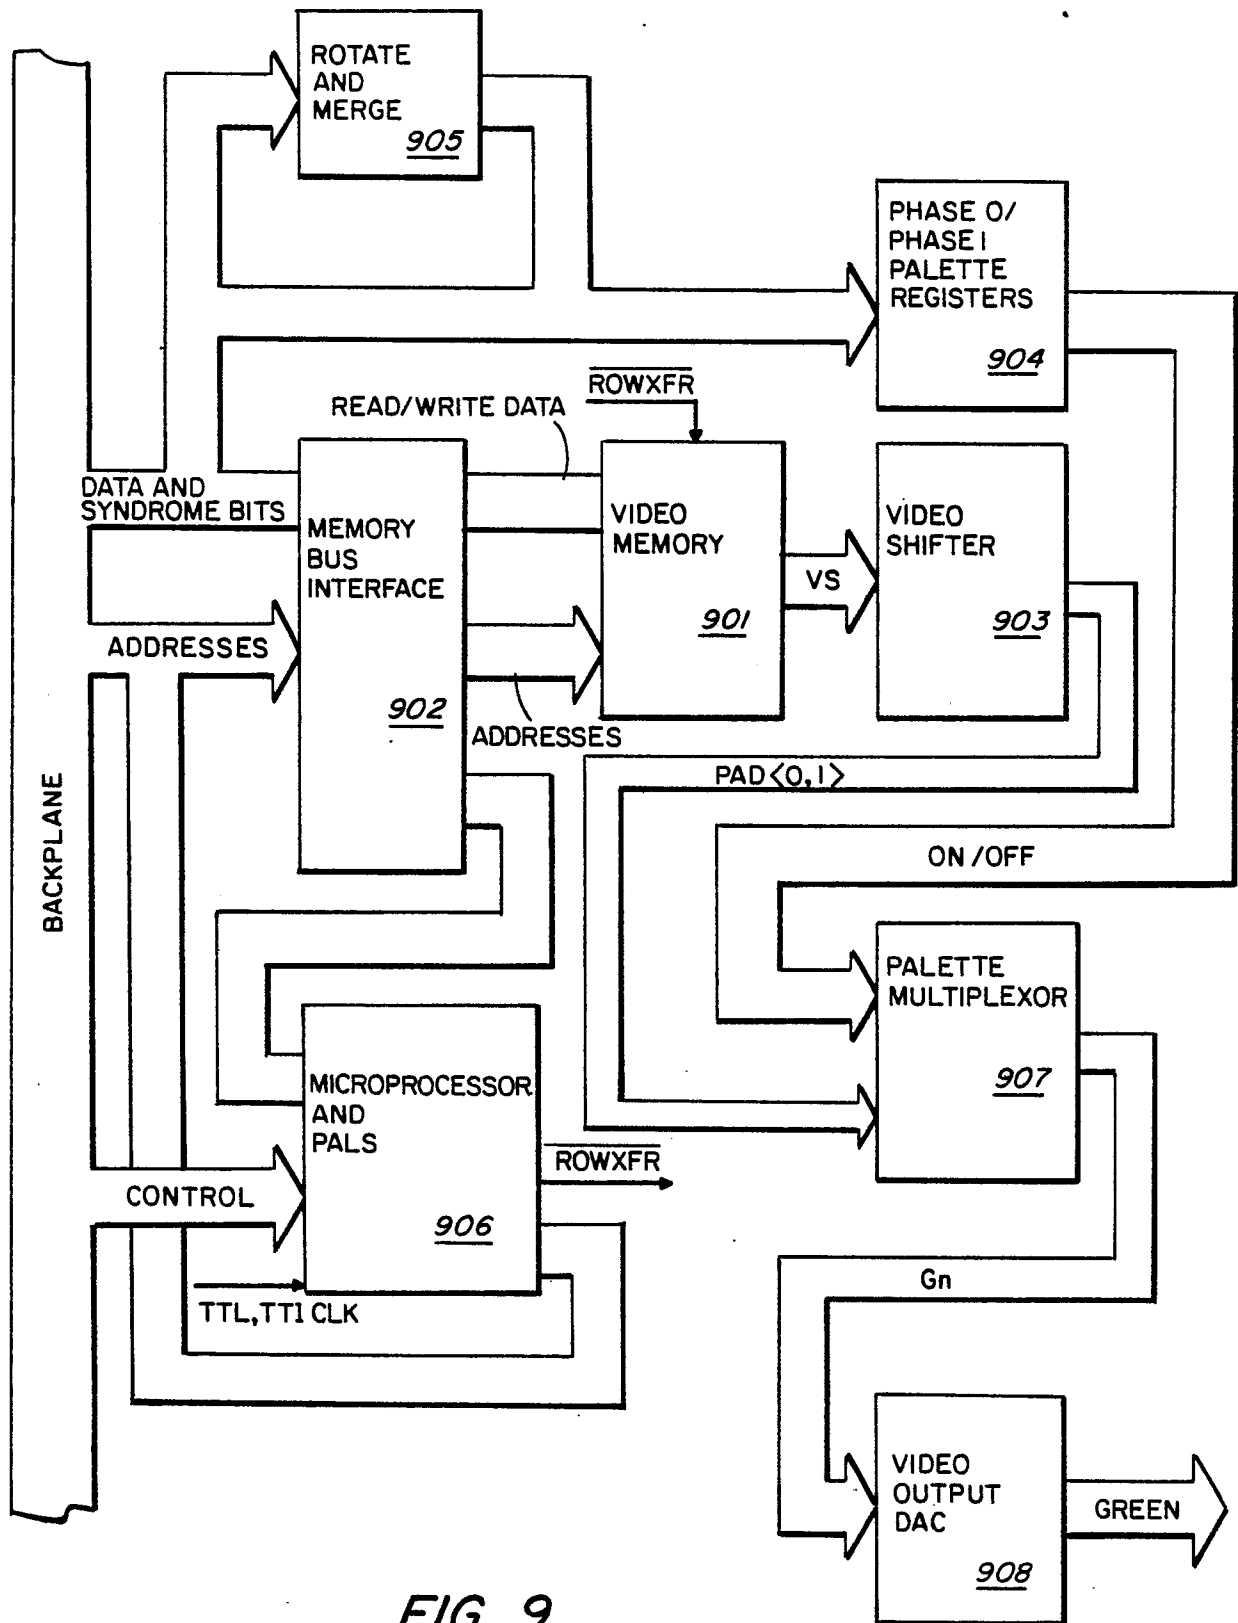 ROTATE
AND
MERGE
905
PHASE 0/
PHASE 1
PALETTE
REGISTERS
904
ROWXFR
READ/WRITE DATA
DATA AND
SYNDROME BITS
MEMORY
BUS
INTERFACE
902
VIDEO
MEMORY
901
VS
VIDEO
SHIFTER
903
ADDRESSES
ADDRESSES
PAD<0,1>
ON/OFF
BACKPLANE
PALETTE
MULTIPLEXOR
907
MICROPROCESSOR
AND
PALS
906
ROWXFR
CONTROL
TTL,TT1 CLK
Gn
VIDEO
OUTPUT
DAC
908
GREEN
FIG. 9